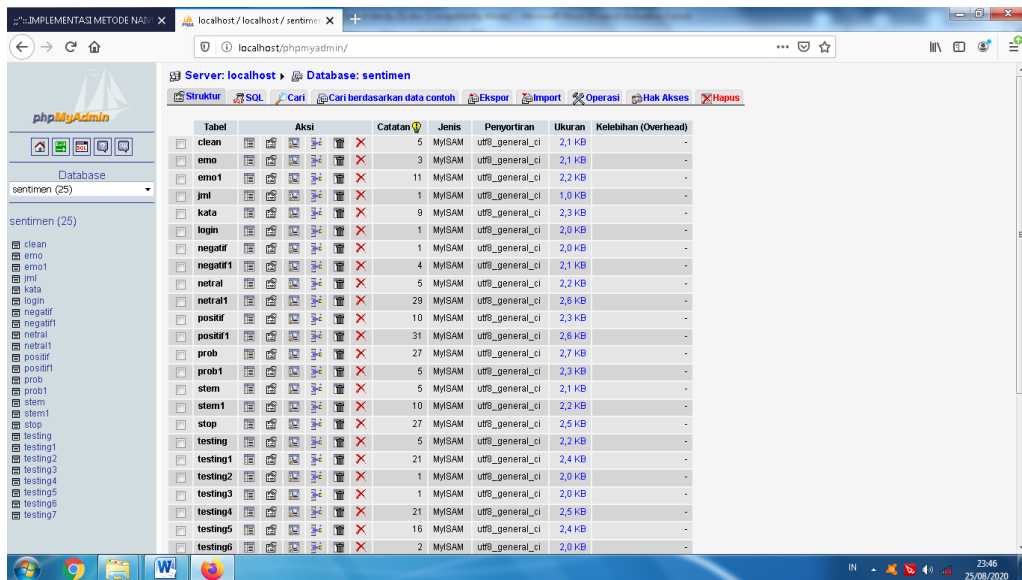 ;:"::.IMPLEMENTASI METODE NAIV
localhost / localhost / sentimen
localhost/phpmyadmin/
phpMyAdmin
Database
sentimen (25)
sentimen (25)
clean
emo
emo1
jml
kata
login
negatif
negatif1
netral
netral1
positif
positif1
prob
prob1
stem
stem1
stop
testing
testing1
testing2
testing3
testing4
testing5
testing6
testing7
Server: localhost Database: sentimen
Struktur SQL Cari Cari berdasarkan data contoh Ekspor Import Operasi Hak Akses Hapus
Tabel Aksi Catatan Jenis Penyortiran Ukuran Kelebihan (Overhead)
clean 5 MyISAM utf8_general_ci 2,1 KB -
emo 3 MyISAM utf8_general_ci 2,1 KB -
emo1 11 MyISAM utf8_general_ci 2,2 KB -
jml 1 MyISAM utf8_general_ci 1,0 KB -
kata 9 MyISAM utf8_general_ci 2,3 KB -
login 1 MyISAM utf8_general_ci 2,0 KB -
negatif 1 MyISAM utf8_general_ci 2,0 KB -
negatif1 4 MyISAM utf8_general_ci 2,1 KB -
netral 5 MyISAM utf8_general_ci 2,2 KB -
netral1 29 MyISAM utf8_general_ci 2,6 KB -
positif 10 MyISAM utf8_general_ci 2,3 KB -
positif1 31 MyISAM utf8_general_ci 2,6 KB -
prob 27 MyISAM utf8_general_ci 2,7 KB -
prob1 5 MyISAM utf8_general_ci 2,3 KB -
stem 5 MyISAM utf8_general_ci 2,1 KB -
stem1 10 MyISAM utf8_general_ci 2,2 KB -
stop 27 MyISAM utf8_general_ci 2,5 KB -
testing 5 MyISAM utf8_general_ci 2,2 KB -
testing1 21 MyISAM utf8_general_ci 2,4 KB -
testing2 1 MyISAM utf8_general_ci 2,0 KB -
testing3 1 MyISAM utf8_general_ci 2,0 KB -
testing4 21 MyISAM utf8_general_ci 2,5 KB -
testing5 16 MyISAM utf8_general_ci 2,4 KB -
testing6 2 MyISAM utf8_general_ci 2,0 KB -
IN 23:46
25/08/2020